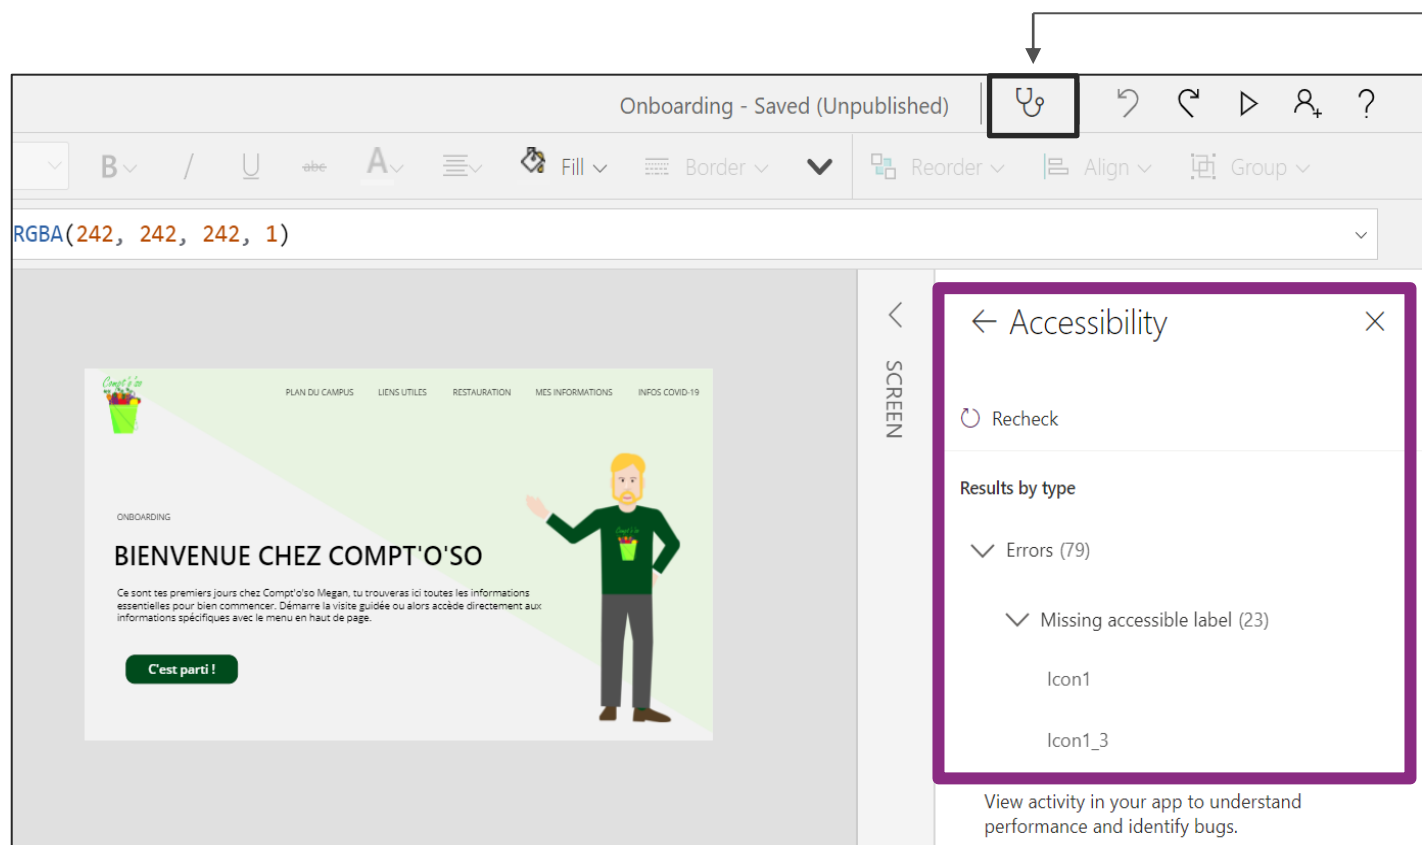 Onboarding - Saved (Unpublished)
B
/
U
abc
A
Fill
Border
Reorder
Align
Group
RGBA(242, 242, 242, 1)
SCREEN
Compt'o'so
PLAN DU CAMPUS
LIENS UTILES
RESTAURATION
MES INFORMATIONS
INFOS COVID-19
ONBOARDING
BIENVENUE CHEZ COMPT'O'SO
Ce sont tes premiers jours chez Compt'o'so Megan, tu trouveras ici toutes les informations
essentielles pour bien commencer. Démarre la visite guidée ou alors accède directement aux
informations spécifiques avec le menu en haut de page.
C'est parti !
Accessibility
Recheck
Results by type
Errors (79)
Missing accessible label (23)
Icon1
Icon1_3
View activity in your app to understand
performance and identify bugs.